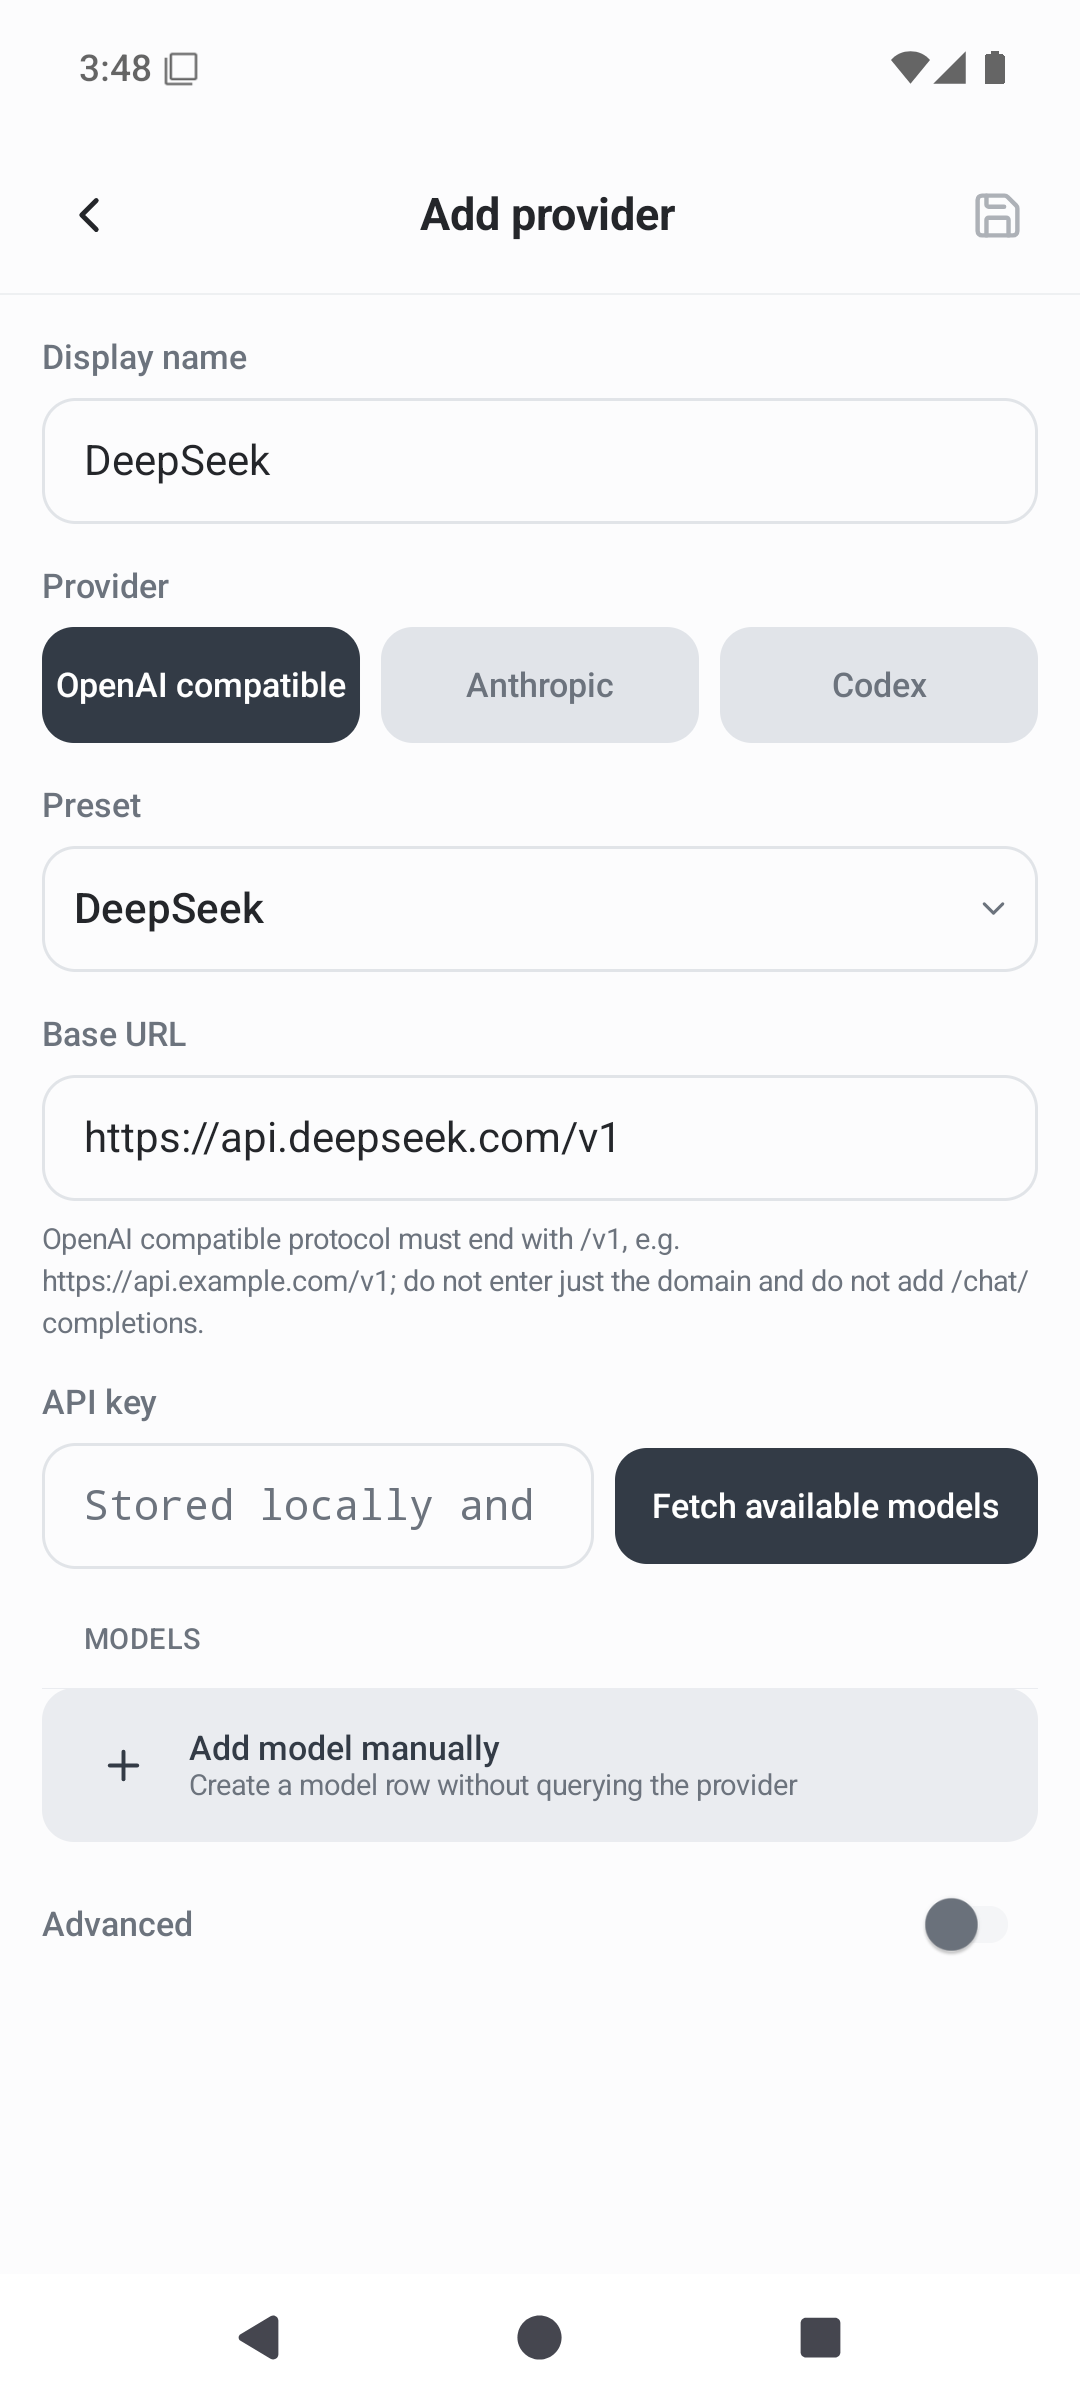 3:48
Add provider
Display name
DeepSeek
Provider
OpenAI compatible
Anthropic
Codex
Preset
DeepSeek
Base URL
https://api.deepseek.com/v1
OpenAI compatible protocol must end with /v1, e.g.
https://api.example.com/v1; do not enter just the domain and do not add /chat/
completions.
API key
Stored locally and
Fetch available models
MODELS
Add model manually
Create a model row without querying the provider
Advanced